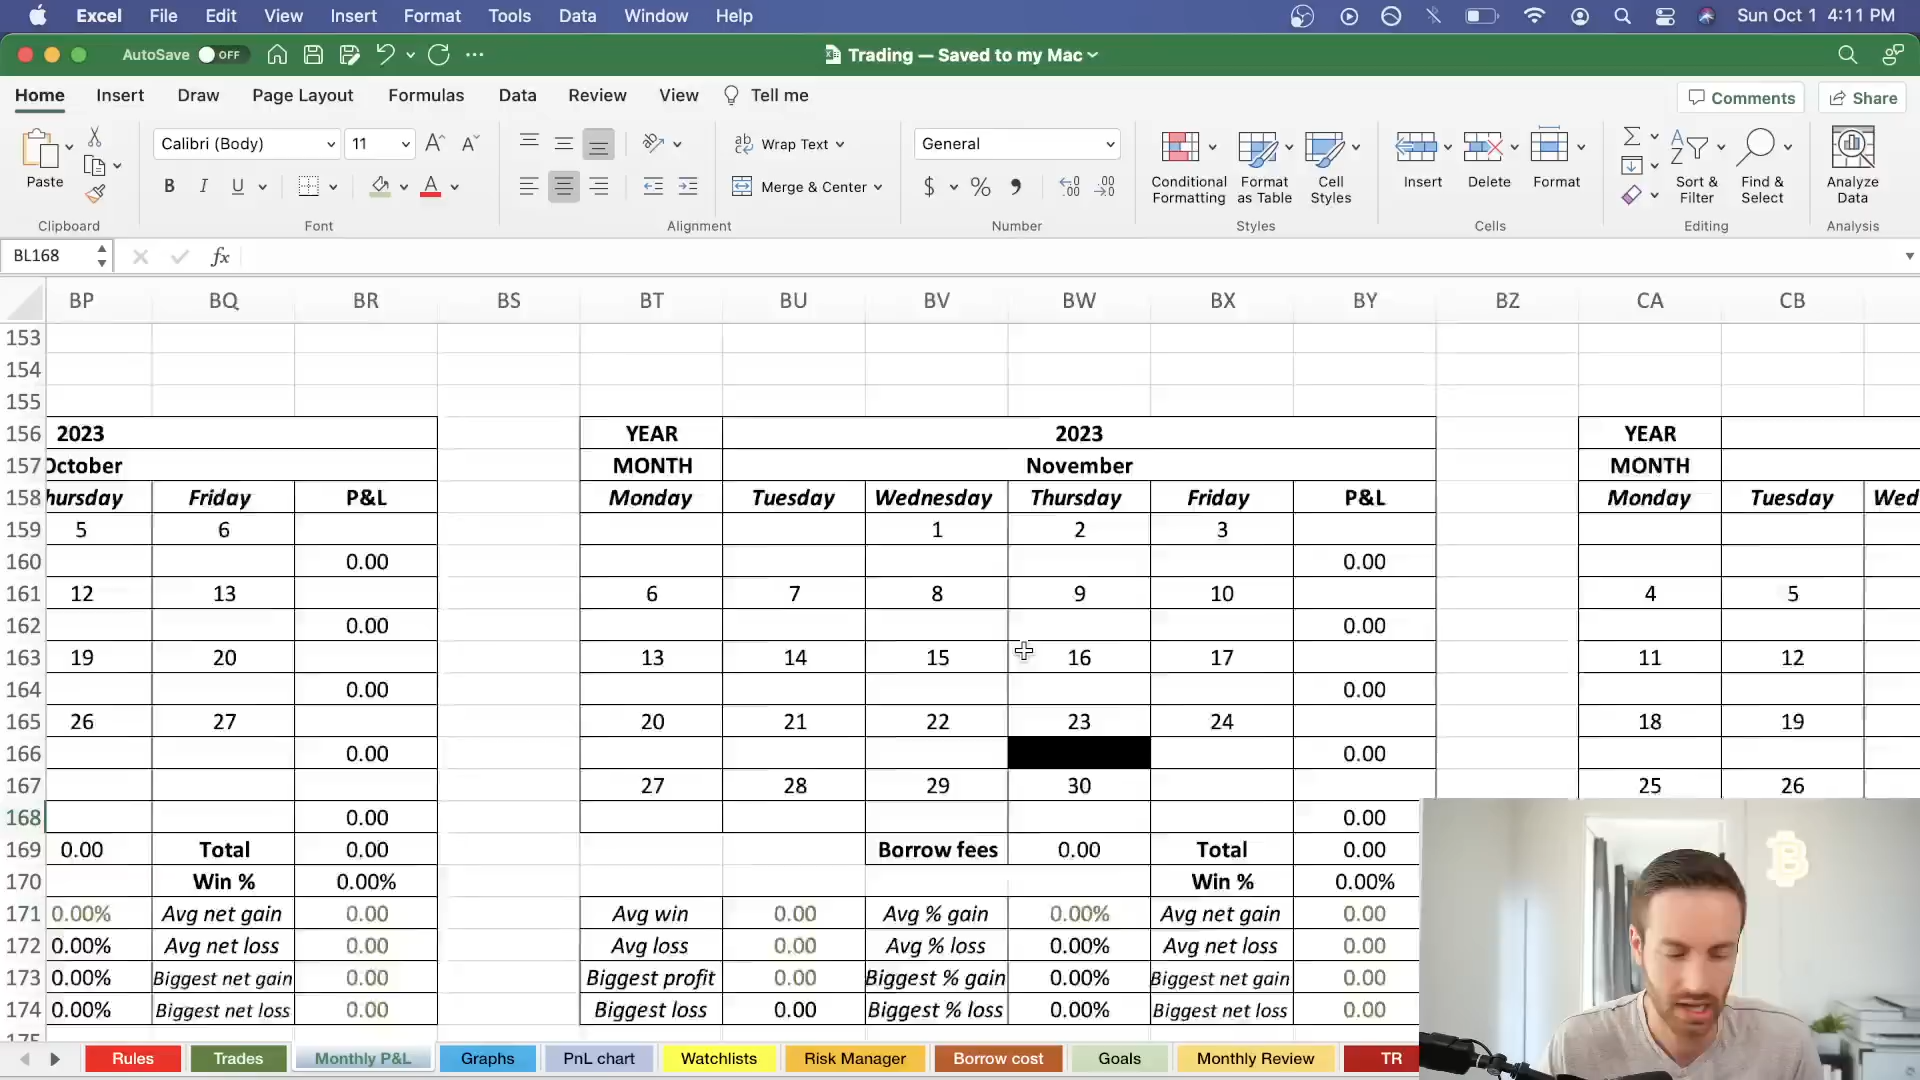 Excel File Edit View Insert Format Tools Data Window Help Sun Oct 1 4:11 PM
AutoSave OFF Trading — Saved to my Mac
Home Insert Draw Page Layout Formulas Data Review View Tell me Comments Share
Paste Calibri (Body) 11 Wrap Text General Conditional Formatting Format as Table Cell Styles Insert Delete Format Sort & Filter Find & Select Analyze Data
B I U A Merge & Center $ %
Clipboard Font Alignment Number Styles Cells Editing Analysis
BL168 fx
BP BQ BR BS BT BU BV BW BX BY BZ CA CB
153
154
155
156 2023 YEAR 2023 YEAR
157 October MONTH November MONTH
158 hursday Friday P&L Monday Tuesday Wednesday Thursday Friday P&L Monday Tuesday Wed
159 5 6 1 2 3
160 0.00 0.00
161 12 13 6 7 8 9 10 4 5
162 0.00 0.00
163 19 20 13 14 15 16 17 11 12
164 0.00 0.00
165 26 27 20 21 22 23 24 18 19
166 0.00 0.00
167 27 28 29 30 25 26
168 0.00 0.00
169 0.00 Total 0.00 Borrow fees 0.00 Total 0.00
170 Win % 0.00% Win % 0.00%
171 0.00% Avg net gain 0.00 Avg win 0.00 Avg % gain 0.00% Avg net gain 0.00
172 0.00% Avg net loss 0.00 Avg loss 0.00 Avg % loss 0.00% Avg net loss 0.00
173 0.00% Biggest net gain 0.00 Biggest profit 0.00 Biggest % gain 0.00% Biggest net gain 0.00
174 0.00% Biggest net loss 0.00 Biggest loss 0.00 Biggest % loss 0.00% Biggest net loss 0.00
Rules Trades Monthly P&L Graphs PnL chart Watchlists Risk Manager Borrow cost Goals Monthly Review TR